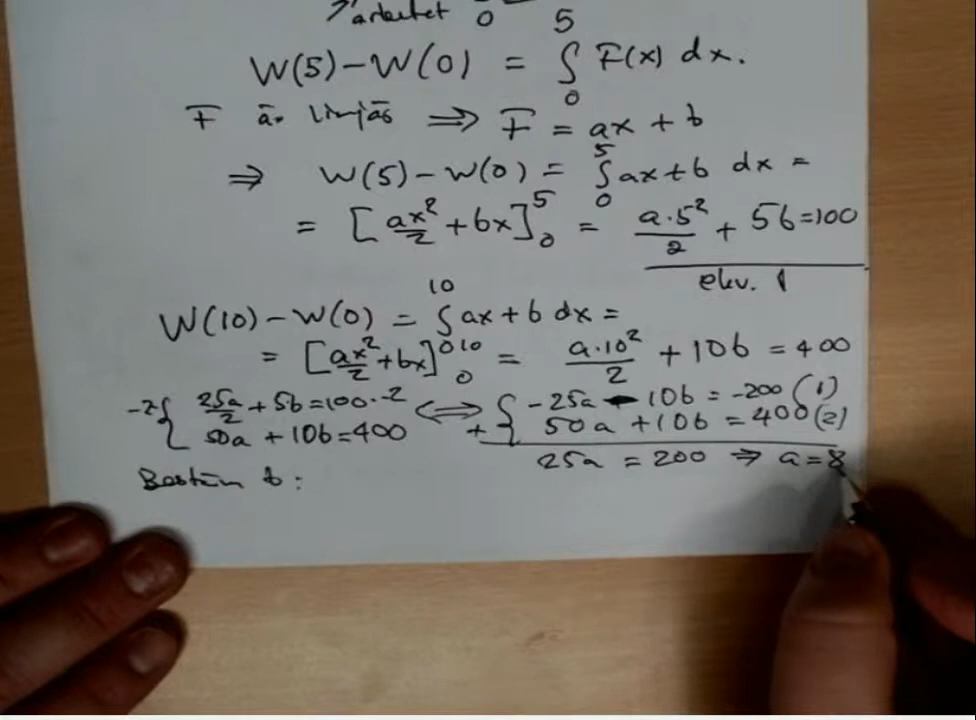 arbetet 0
W(5)-W(0) = ∫₀⁵ F(x) dx.
F är linjär ⇒ F = ax + b
⇒ W(5)-W(0) = ∫₀⁵ ax+b dx =
= [ax²/2 + bx]₀⁵ = a·5²/2 + 5b=100
ekv. 1
W(10)-W(0) = ∫₀¹⁰ ax+b dx =
= [ax²/2 + bx]₀¹⁰ = a·10²/2 + 10b = 400
-2 { 25a/2 + 5b=100·-2 ⇔ { -25a - 10b = -200 (1)
50a + 10b=400 + 50a + 10b = 400 (2)
25a = 200 ⇒ a=8
Bestäm b: